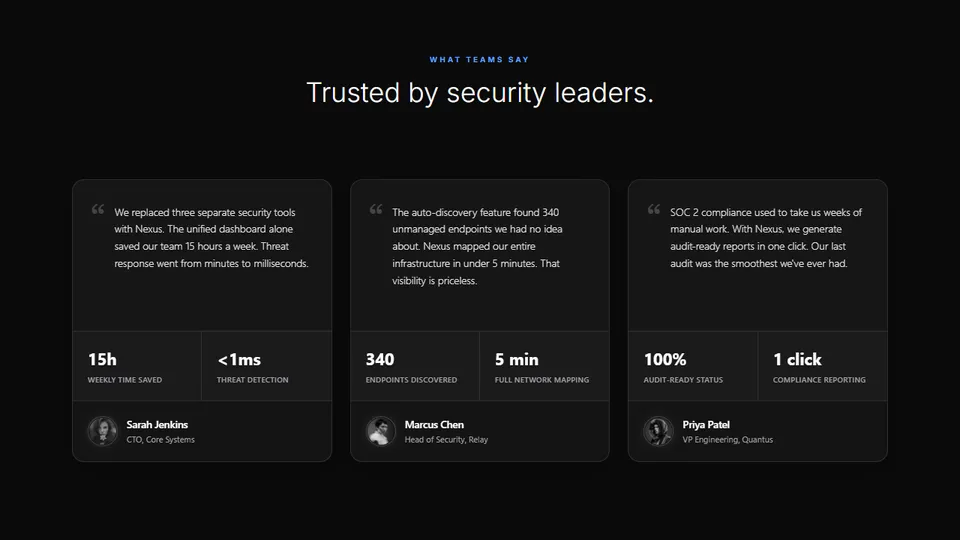 WHAT TEAMS SAY
Trusted by security leaders.
“ We replaced three separate security tools
with Nexus. The unified dashboard alone
saved our team 15 hours a week. Threat
response went from minutes to milliseconds.
15h
WEEKLY TIME SAVED
<1ms
THREAT DETECTION
Sarah Jenkins
CTO, Core Systems
“ The auto-discovery feature found 340
unmanaged endpoints we had no idea
about. Nexus mapped our entire
infrastructure in under 5 minutes. That
visibility is priceless.
340
ENDPOINTS DISCOVERED
5 min
FULL NETWORK MAPPING
Marcus Chen
Head of Security, Relay
“ SOC 2 compliance used to take us weeks of
manual work. With Nexus, we generate
audit-ready reports in one click. Our last
audit was the smoothest we've ever had.
100%
AUDIT-READY STATUS
1 click
COMPLIANCE REPORTING
Priya Patel
VP Engineering, Quantus